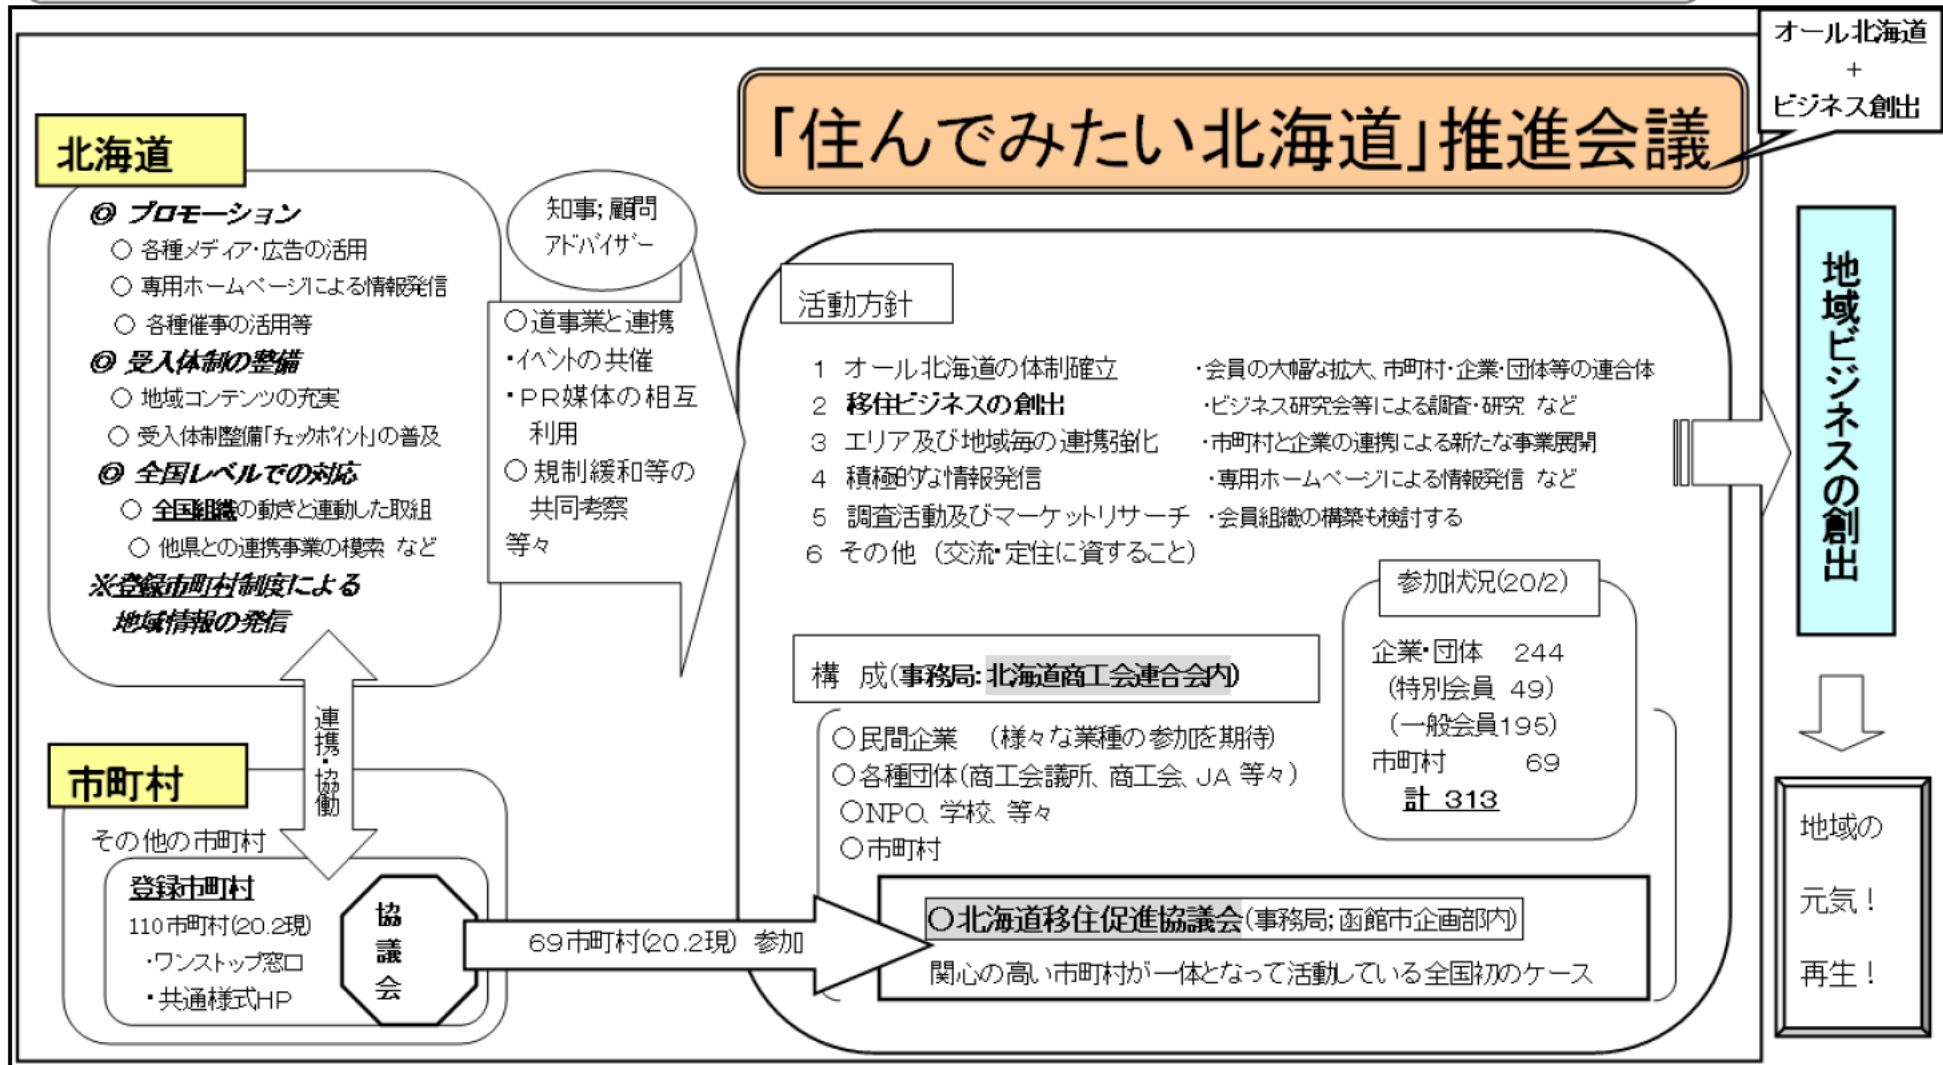 オール北海道
+
ビジネス創出
「住んでみたい北海道」推進会議
北海道
◎ プロモーション
○ 各種メディア・広告の活用
○ 専用ホームページによる情報発信
○ 各種催事の活用等
◎ 受入体制の整備
○ 地域コンテンツの充実
○ 受入体制整備「チェックポイント」の普及
◎ 全国レベルでの対応
○ 全国組織の動きと連動した取組
○ 他県との連携事業の模索 など
※登録市町村制度による
地域情報の発信
知事;顧問
アドバイザー
○道事業と連携
・イベントの共催
・PR媒体の相互
利用
○規制緩和等の
共同考察
等々
連携・協働
市町村
その他の市町村
登録市町村
110市町村(20.2現)
・ワンストップ窓口
・共通様式HP
協議会
69市町村(20.2現) 参加
活動方針
1 オール北海道の体制確立 ・会員の大幅な拡大、市町村・企業・団体等の連合体
2 移住ビジネスの創出 ・ビジネス研究会等による調査・研究 など
3 エリア及び地域毎の連携強化 ・市町村と企業の連携による新たな事業展開
4 積極的な情報発信 ・専用ホームページによる情報発信 など
5 調査活動及びマーケットリサーチ ・会員組織の構築も検討する
6 その他 (交流・定住に資すること)
参加状況(20/2)
企業・団体 244
(特別会員 49)
(一般会員195)
市町村 69
計 313
構 成(事務局:北海道商工会連合会内)
○民間企業 (様々な業種の参加を期待)
○各種団体(商工会議所、商工会、JA 等々)
○NPO、学校、等々
○市町村
○北海道移住促進協議会(事務局;函館市企画部内)
関心の高い市町村が一体となって活動している全国初のケース
地域ビジネスの創出
地域の
元気!
再生!